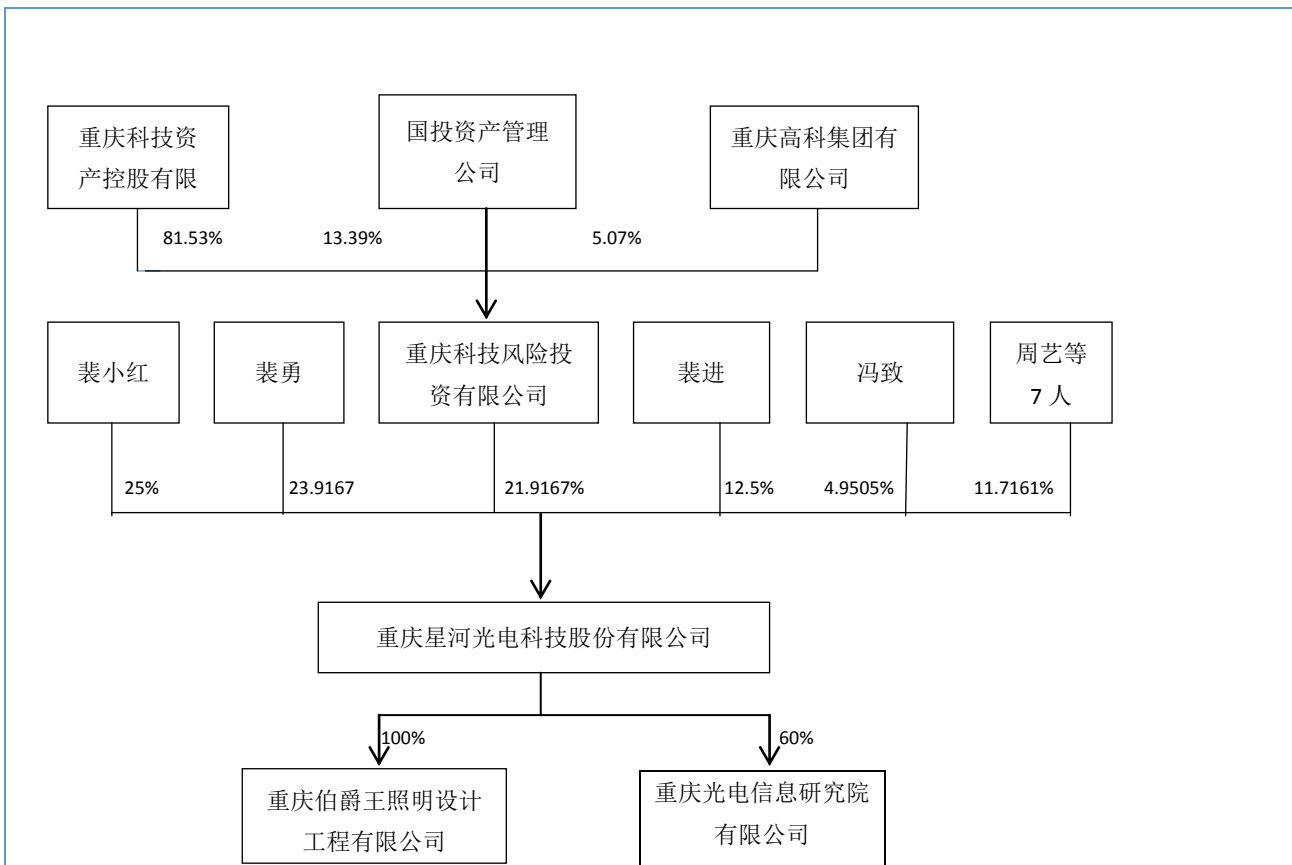 重庆科技资
产控股有限
国投资产管理
公司
重庆高科集团有
限公司
81.53%
13.39%
5.07%
裴小红
裴勇
重庆科技风险投
资有限公司
裴进
冯致
周艺等
7 人
25%
23.9167
21.9167%
12.5%
4.9505%
11.7161%
重庆星河光电科技股份有限公司
100%
60%
重庆伯爵王照明设计
工程有限公司
重庆光电信息研究院
有限公司